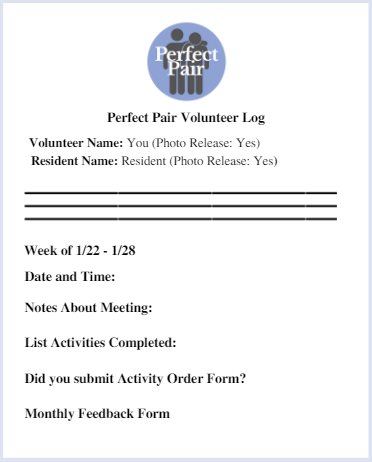 Perfect
Pair
Perfect Pair Volunteer Log
Volunteer Name: You (Photo Release: Yes)
Resident Name: Resident (Photo Release: Yes)
Week of 1/22 - 1/28
Date and Time:
Notes About Meeting:
List Activities Completed:
Did you submit Activity Order Form?
Monthly Feedback Form